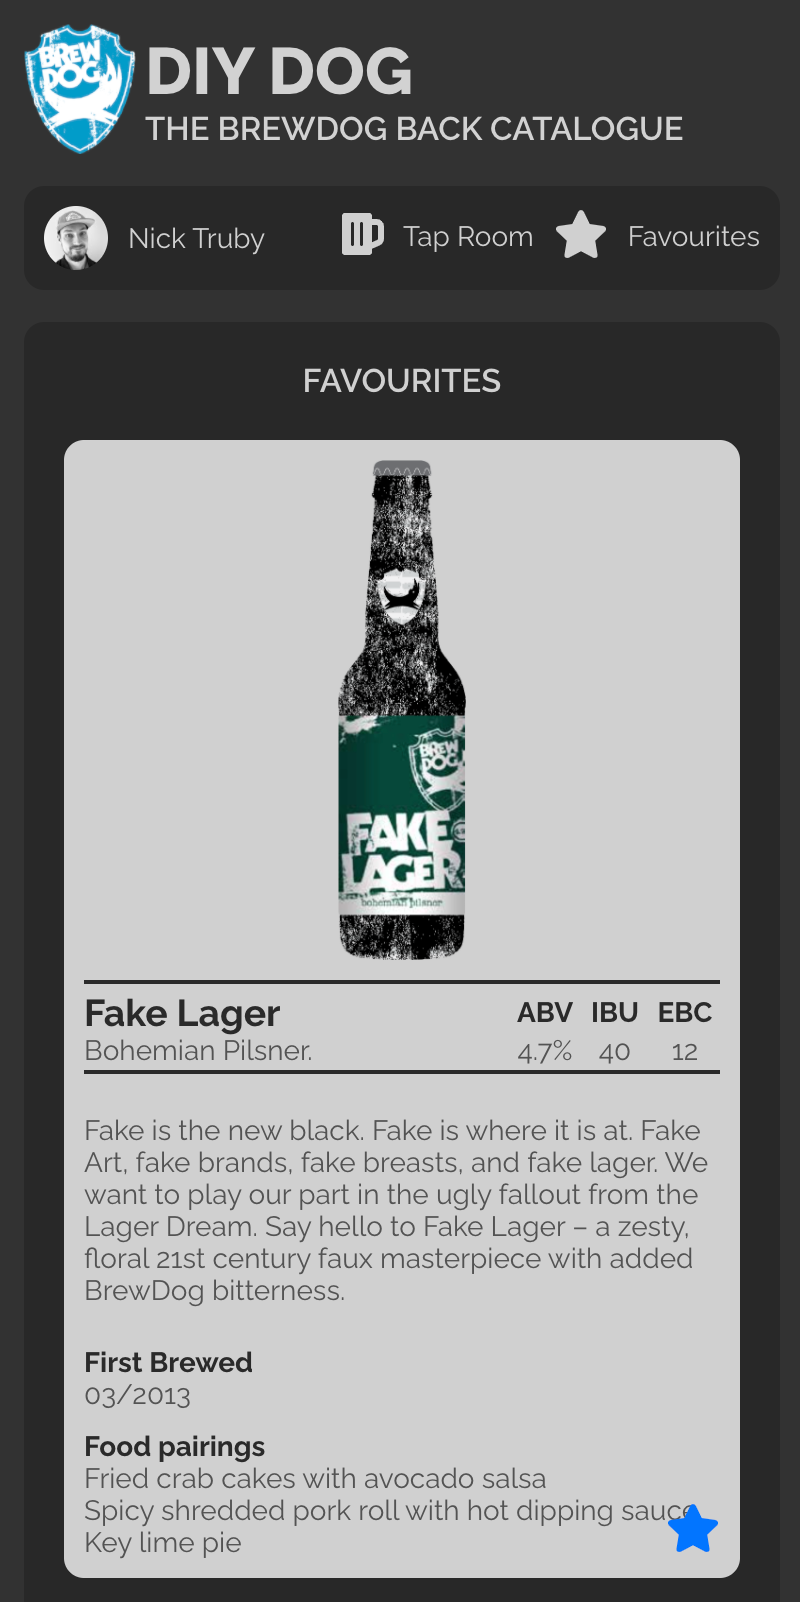 BREW
DOG
DIY DOG
THE BREWDOG BACK CATALOGUE
Nick Truby
Tap Room
Favourites
FAVOURITES
BREW
DOG
FAKE
LAGER
bohemian pilsner
Fake Lager
ABV IBU EBC
Bohemian Pilsner.
4.7% 40 12
Fake is the new black. Fake is where it is at. Fake
Art, fake brands, fake breasts, and fake lager. We
want to play our part in the ugly fallout from the
Lager Dream. Say hello to Fake Lager – a zesty,
floral 21st century faux masterpiece with added
BrewDog bitterness.
First Brewed
03/2013
Food pairings
Fried crab cakes with avocado salsa
Spicy shredded pork roll with hot dipping sauce
Key lime pie